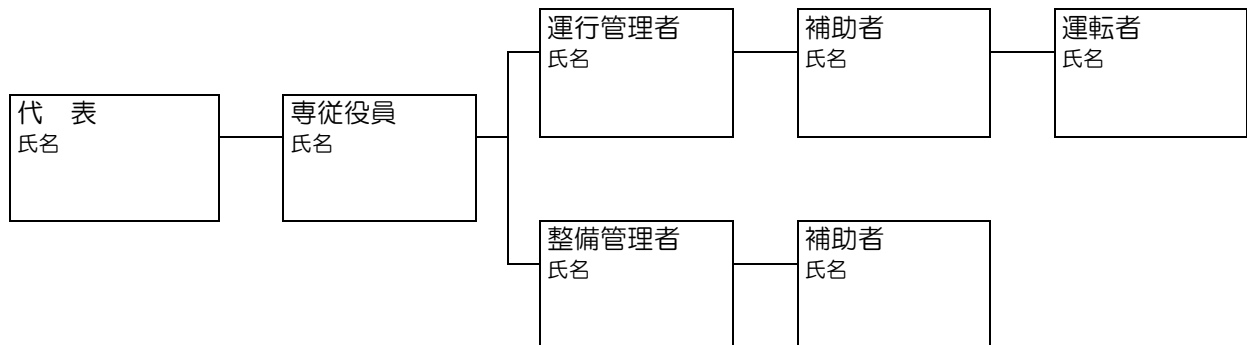 運行管理者
氏名
補助者
氏名
運転者
氏名
代　表
氏名
専従役員
氏名
整備管理者
氏名
補助者
氏名